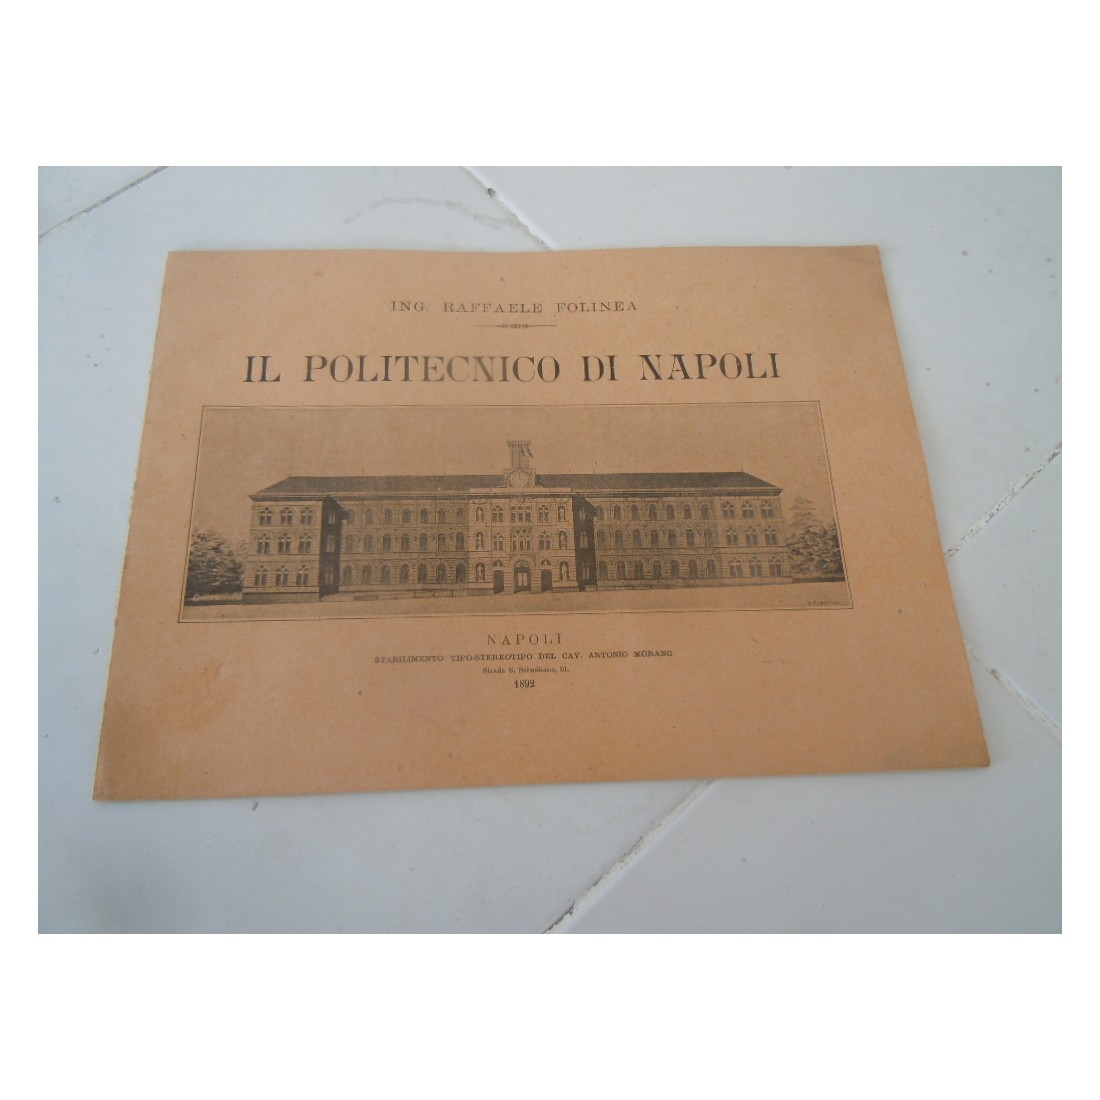 ING. RAFFAELE FOLINEA
IL POLITECNICO DI NAPOLI
NAPOLI
STABILIMENTO TIPO-STEREOTIPO DEL CAV. ANTONIO MORANO
Strada S. Sebastiano, 51.
1892